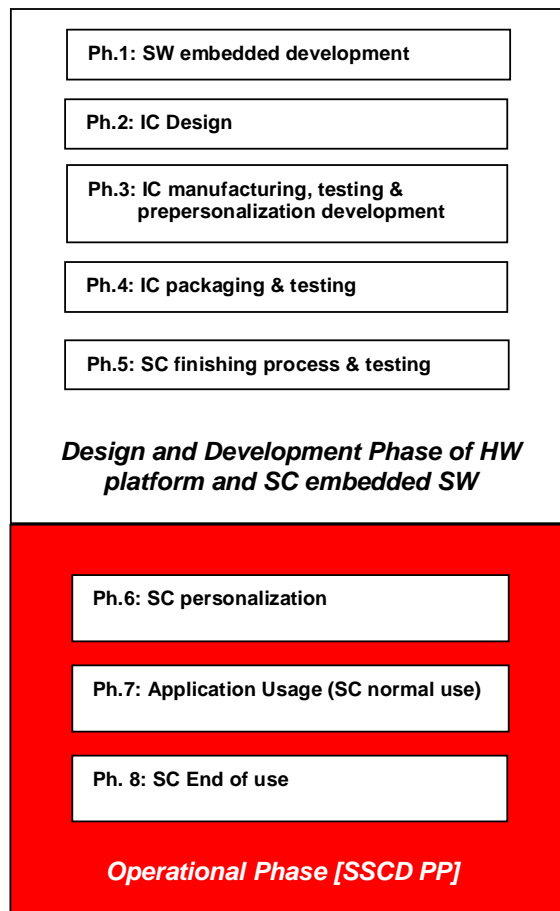 Ph.1: SW embedded development
Ph.2: IC Design
Ph.3: IC manufacturing, testing &
prepersonalization development
Ph.4: IC packaging & testing
Ph.5: SC finishing process & testing
Design and Development Phase of HW
platform and SC embedded SW
Ph.6: SC personalization
Ph.7: Application Usage (SC normal use)
Ph. 8: SC End of use
Operational Phase [SSCD PP]